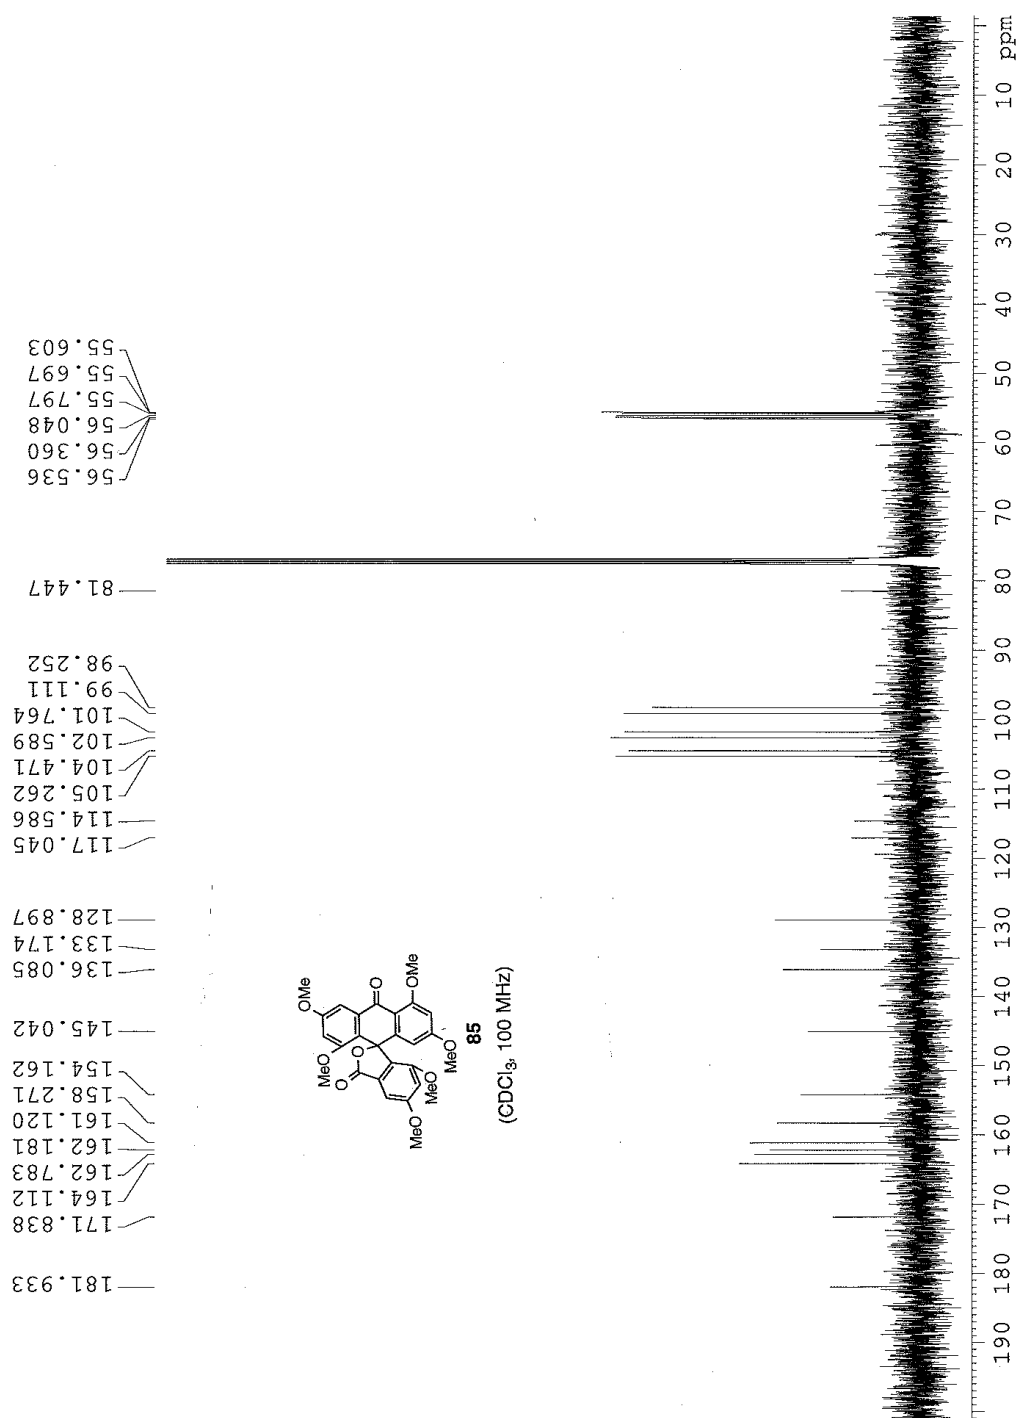 181.933
171.838
164.112
162.783
162.181
161.120
158.271
154.162
145.042
136.085
133.174
128.897
117.045
114.586
105.262
104.471
102.589
101.764
99.111
98.252
81.447
56.536
56.360
56.048
55.797
55.697
55.603
OMe
MeO
O
O
O
OMe
MeO
MeO
MeO
85
(CDCl₃, 100 MHz)
190 180 170 160 150 140 130 120 110 100 90 80 70 60 50 40 30 20 10 ppm